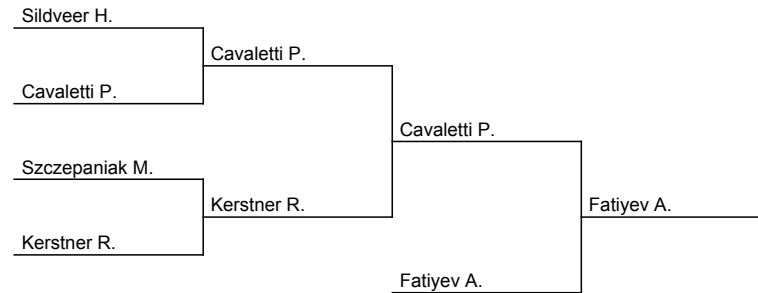 Sildveer H.
Cavaletti P.
Cavaletti P.
Cavaletti P.
Szczepaniak M.
Kerstner R.
Fatiyev A.
Kerstner R.
Fatiyev A.